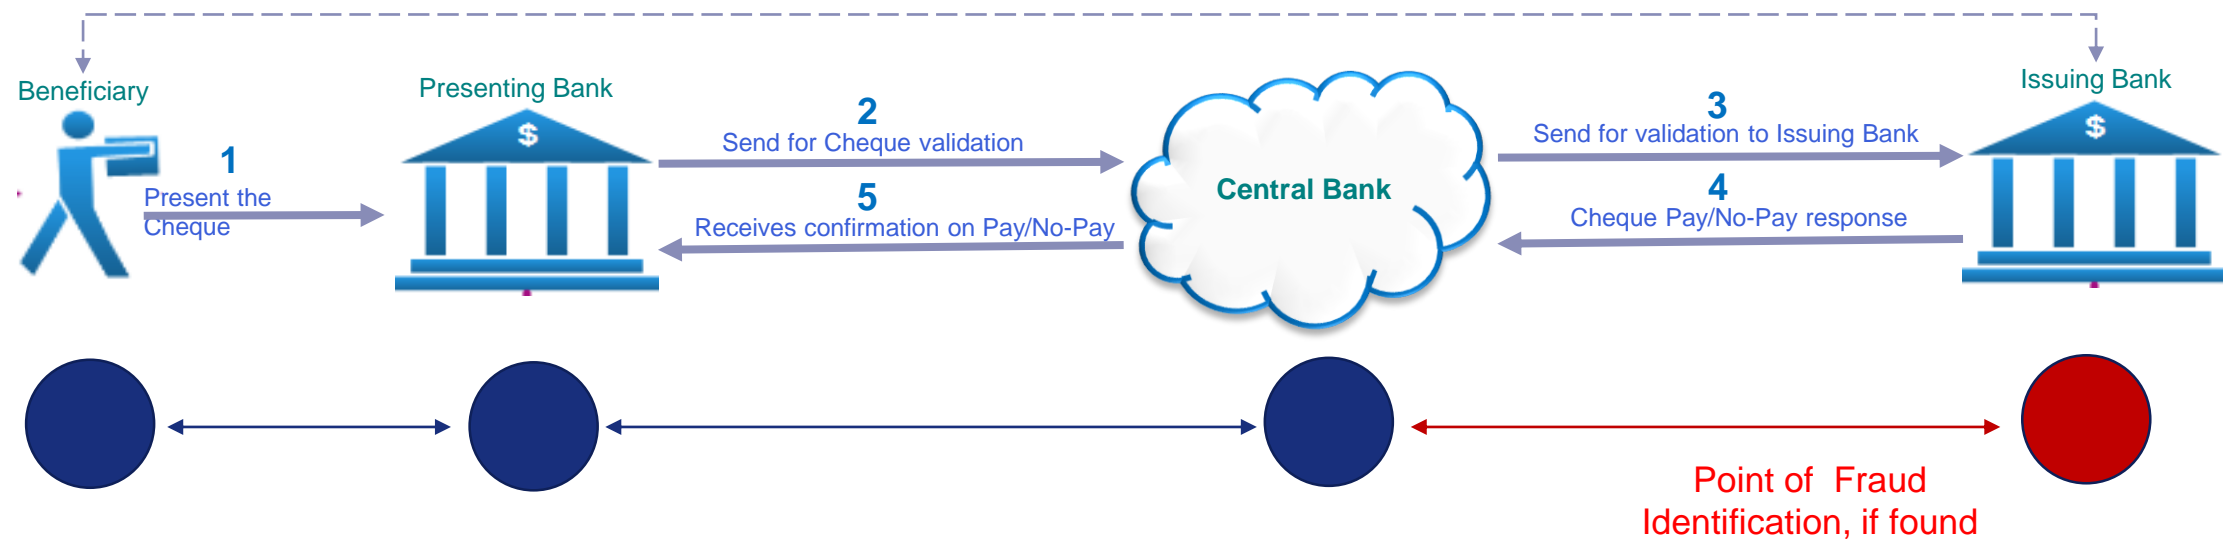 Beneficiary
Presenting Bank
Issuing Bank
$
$
1
Present the
Cheque
2
Send for Cheque validation
5
Receives confirmation on Pay/No-Pay
Central Bank
3
Send for validation to Issuing Bank
4
Cheque Pay/No-Pay response
Point of  Fraud
Identification, if found